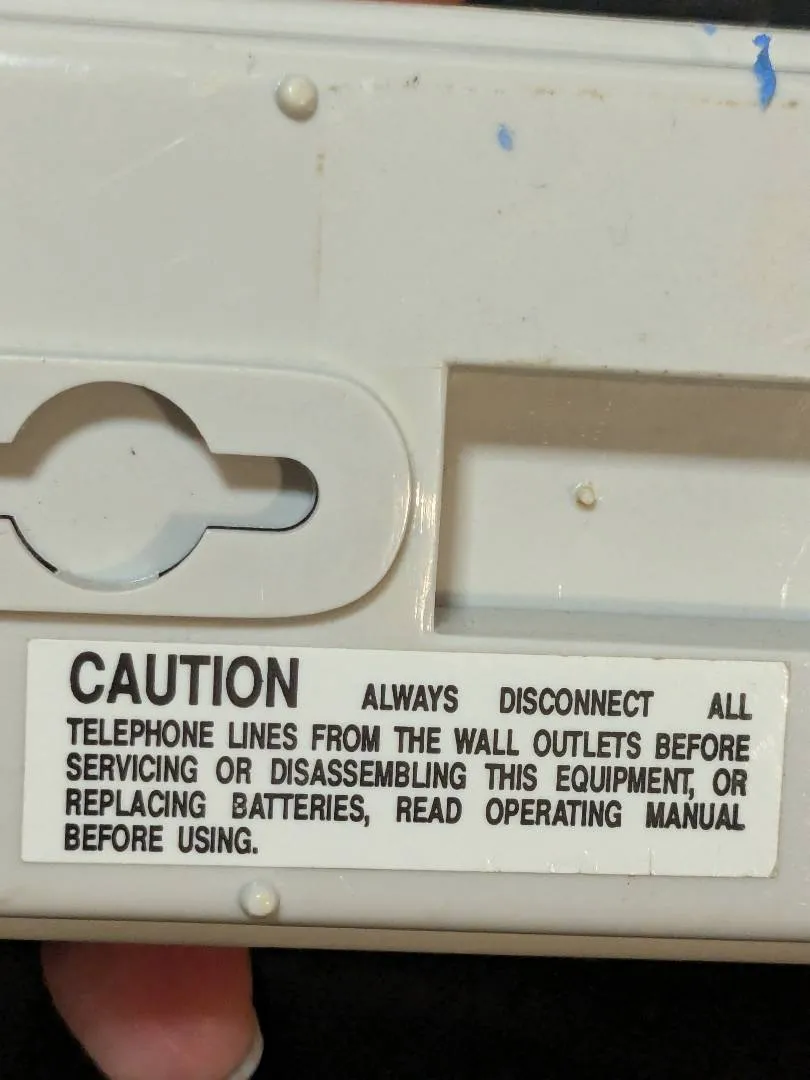 CAUTION ALWAYS DISCONNECT ALL
TELEPHONE LINES FROM THE WALL OUTLETS BEFORE
SERVICING OR DISASSEMBLING THIS EQUIPMENT, OR
REPLACING BATTERIES, READ OPERATING MANUAL
BEFORE USING.